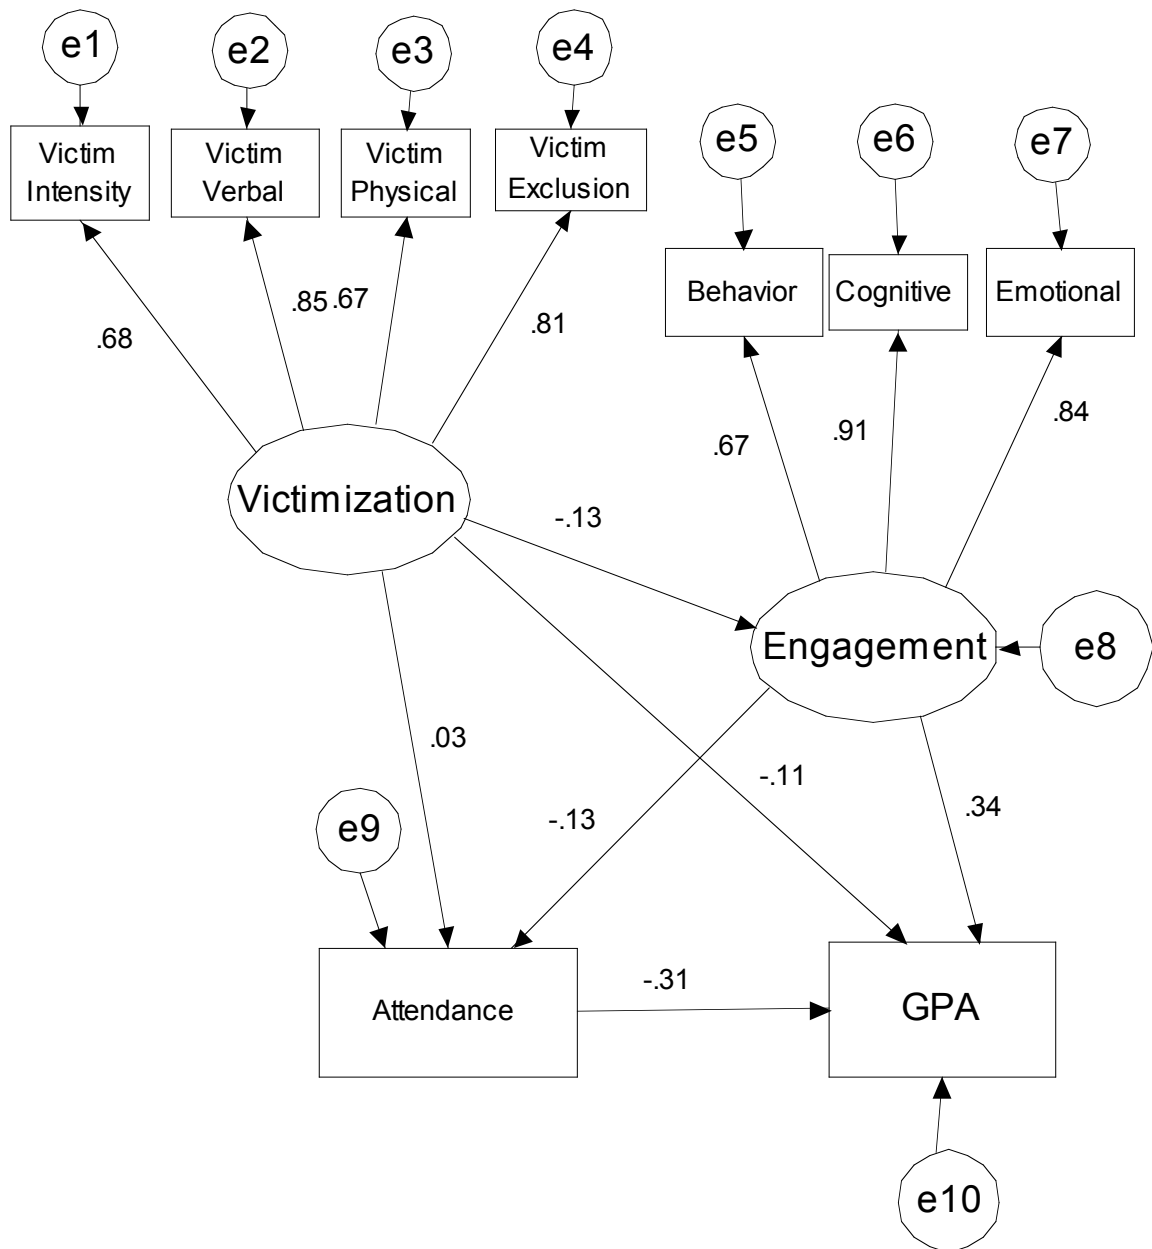 e1
e2
e3
e4
Victim
Intensity
Victim
Verbal
Victim
Physical
Victim
Exclusion
e5
e6
e7
Behavior
Cognitive
Emotional
.68
.85
.67
.81
.67
.91
.84
Victimization
-.13
Engagement
e8
.03
-.11
-.13
.34
e9
Attendance
-.31
GPA
e10